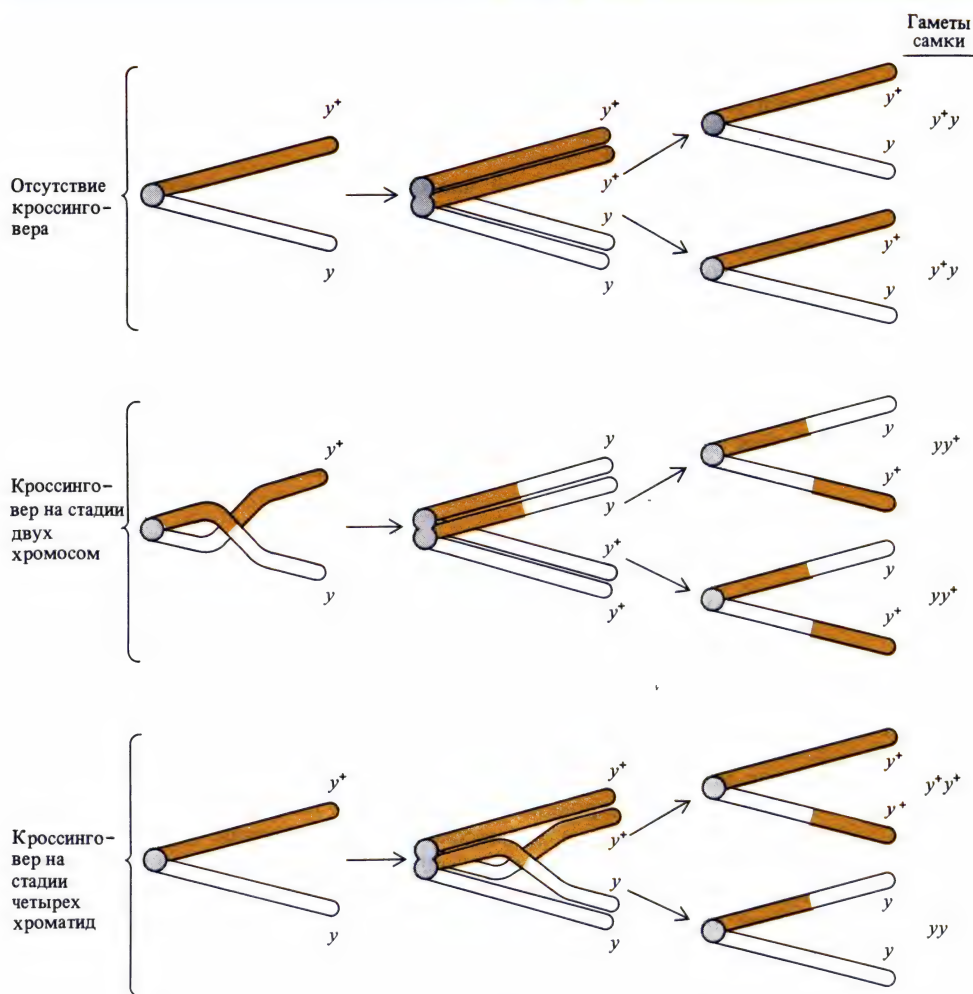 Гаметы
самки
y⁺
y⁺
y⁺
y
y⁺y
Отсутствие
кроссинго-
вера
y⁺
y
y
y
y⁺
y
y⁺y
y⁺
y
y
y⁺
yy⁺
Кроссинго-
вер на стадии
двух
хромосом
y
y
y⁺
y⁺
y
y⁺
yy⁺
y⁺
y⁺
y⁺
y⁺
y⁺y⁺
Кроссинго-
вер на
стадии
четырех
хроматид
y⁺
y
y
y
y
y
yy